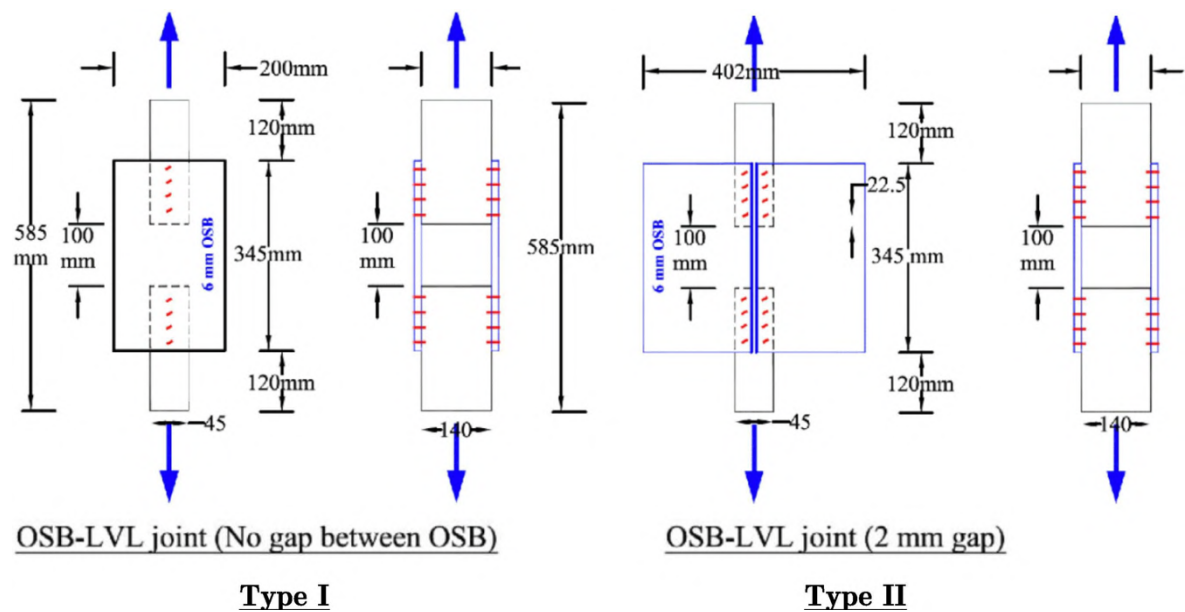 200mm
120mm
585
mm
100
mm
6 mm OSB
345mm
120mm
45
100
mm
140
585mm
402mm
120mm
22.5
6 mm OSB
100
mm
345 mm
120mm
45
100
mm
140
OSB-LVL joint (No gap between OSB)
OSB-LVL joint (2 mm gap)
Type I
Type II